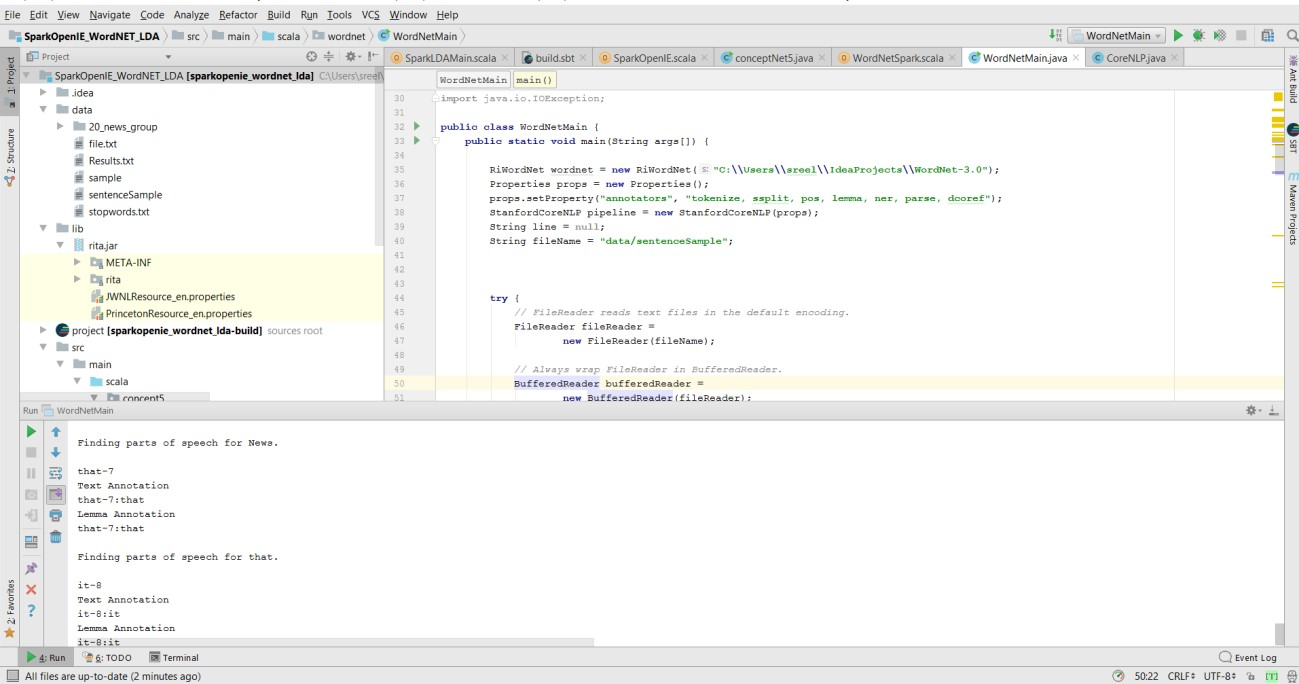 File Edit View Navigate Code Analyze Refactor Build Run Tools VCS Window Help
SparkOpenIE_WordNET_LDA src main scala wordnet WordNetMain
WordNetMain
Project
SparkLDAMain.scala build.sbt SparkOpenIE.scala conceptNet5.java WordNetSpark.scala WordNetMain.java CoreNLP.java
SparkOpenIE_WordNET_LDA [sparkopenie_wordnet_lda] C:\Users\sreel\
.idea
data
20_news_group
file.txt
Results.txt
sample
sentenceSample
stopwords.txt
lib
rita.jar
META-INF
rita
JWNLResource_en.properties
PrincetonResource_en.properties
project [sparkopenie_wordnet_lda-build] sources root
src
main
scala
concept5
1: Project
7: Structure
2: Favorites
WordNetMain main()
30 import java.io.IOException;
31
32 public class WordNetMain {
33 public static void main(String args[]) {
34
35 RiWordNet wordnet = new RiWordNet( s: "C:\\Users\\sreel\\IdeaProjects\\WordNet-3.0");
36 Properties props = new Properties();
37 props.setProperty("annotators", "tokenize, ssplit, pos, lemma, ner, parse, dcoref");
38 StanfordCoreNLP pipeline = new StanfordCoreNLP(props);
39 String line = null;
40 String fileName = "data/sentenceSample";
41
42
43
44 try {
45 // FileReader reads text files in the default encoding.
46 FileReader fileReader =
47 new FileReader(fileName);
48
49 // Always wrap FileReader in BufferedReader.
50 BufferedReader bufferedReader =
51 new BufferedReader(fileReader);
Ant Build
SBT
Maven Projects
Run WordNetMain
Finding parts of speech for News.
that-7
Text Annotation
that-7:that
Lemma Annotation
that-7:that
Finding parts of speech for that.
it-8
Text Annotation
it-8:it
Lemma Annotation
it-8:it
4: Run 6: TODO Terminal Event Log
All files are up-to-date (2 minutes ago) 50:22 CRLF UTF-8 [T]